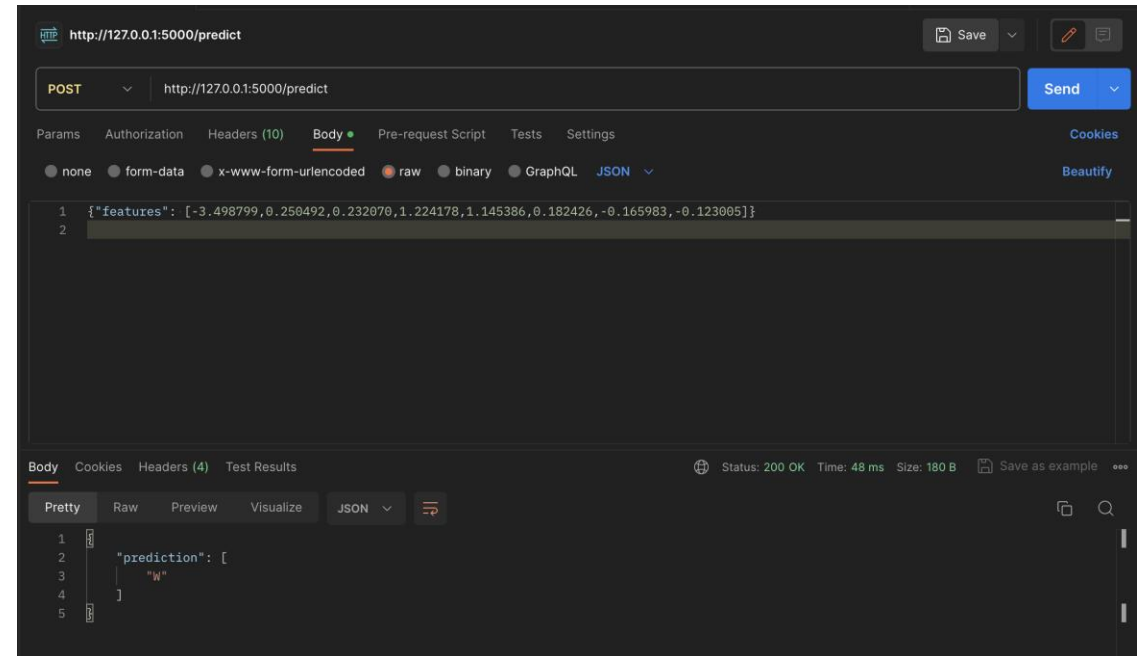 HTTP http://127.0.0.1:5000/predict Save
POST http://127.0.0.1:5000/predict Send
Params Authorization Headers (10) Body Pre-request Script Tests Settings Cookies
none form-data x-www-form-urlencoded raw binary GraphQL JSON Beautify
1 {"features": [-3.498799,0.250492,0.232070,1.224178,1.145386,0.182426,-0.165983,-0.123005]}
2
Body Cookies Headers (4) Test Results Status: 200 OK Time: 48 ms Size: 180 B Save as example
Pretty Raw Preview Visualize JSON
1 {
2 "prediction": [
3 "W"
4 ]
5 }